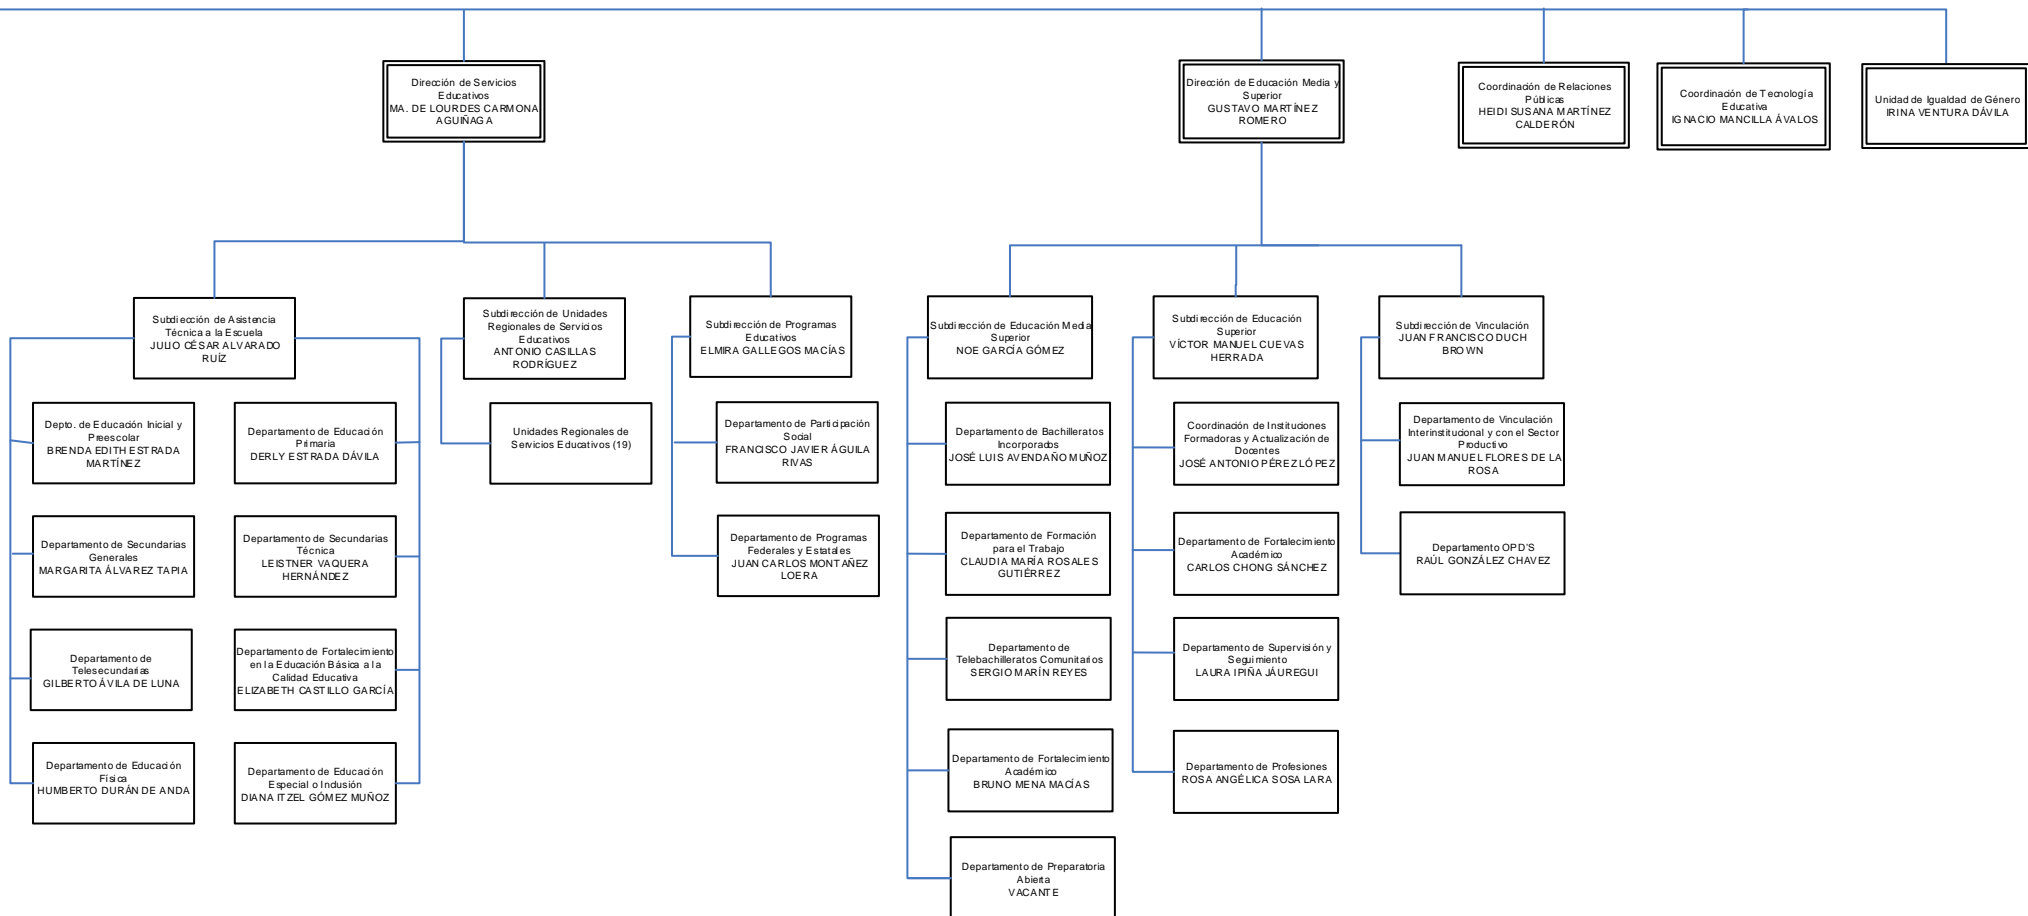 Dirección de Servicios
Educativos
MA. DE LOURDES CARMONA
AGUIÑAGA
Dirección de Educación Media y
Superior
GUSTAVO MARTÍNEZ
ROMERO
Coordinación de Relaciones
Públicas
HEIDI SUSANA MARTÍNEZ
CALDERÓN
Coordinación de Tecnología
Educativa
IGNACIO MANCILLA ÁVALOS
Unidad de Igualdad de Género
IRINA VENTURA DÁVILA
Subdiección de Asistencia
Técnica a la Escuela
JULIO CÉSAR ALVARADO
RUÍZ
Subdirección de Unidades
Regionales de Servicios
Educativos
ANTONIO CASILLAS
RODRÍGUEZ
Subdirección de Programas
Educativos
ELMIRA GALLEGOS MACÍAS
Subdirección de Educación Media
Superior
NOE GARCÍA GÓMEZ
Subdirección de Educación
Superior
VÍCTOR MANUEL CUEVAS
HERRADA
Subdirección de Vinculación
JUAN FRANCISCO DUCH
BROWN
Depto. de Educación Inicial y
Preescolar
BRENDA EDITH ESTRADA
MARTÍNEZ
Departamento de Educación
Primaria
DERLY ESTRADA DÁVILA
Unidades Regionales de
Servicios Educativos (19)
Departamento de Participación
Social
FRANCISCO JAVIER ÁGUILA
RIVAS
Departamento de Bachilleratos
Incorporados
JOSÉ LUIS AVENDAÑO MUÑOZ
Coordinación de Instituciones
Formadoras y Actualización de
Docentes
JOSÉ ANTONIO PÉREZ LÓPEZ
Departamento de Vinculación
Interinstitucional y con el Sector
Productivo
JUAN MANUEL FLORES DE LA
ROSA
Departamento de Secundarias
Generales
MARGARITA ÁLVAREZ TAPIA
Departamento de Secundarias
Técnica
LEISTNER VAQUERA
HERNÁNDEZ
Departamento de Programas
Federales y Estatales
JUAN CARLOS MONTAÑEZ
LOERA
Departamento de Formación
para el Trabajo
CLAUDIA MARÍA ROSALES
GUTIÉRREZ
Departamento de Fortalecimiento
Académico
CARLOS CHONG SÁNCHEZ
Departamento OPD'S
RAÚL GONZÁLEZ CHAVEZ
Departamento de
Telesecundarias
GILBERTO ÁVILA DE LUNA
Departamento de Fortalecimiento
en la Educación Básica a la
Calidad Educativa
ELIZABETH CASTILLO GARCÍA
Departamento de
Telebachilleratos Comunitarios
SERGIO MARÍN REYES
Departamento de Supervisión y
Seguimiento
LAURA IPIÑA JÁUREGUI
Departamento de Educación
Física
HUMBERTO DURÁN DE ANDA
Departamento de Educación
Especial o Inclusión
DIANA ITZEL GÓMEZ MUÑOZ
Departamento de Fortalecimiento
Académico
BRUNO MENA MACÍAS
Departamento de Profesiones
ROSA ANGÉLICA SOSA LARA
Departamento de Preparatoria
Abierta
VACANTE